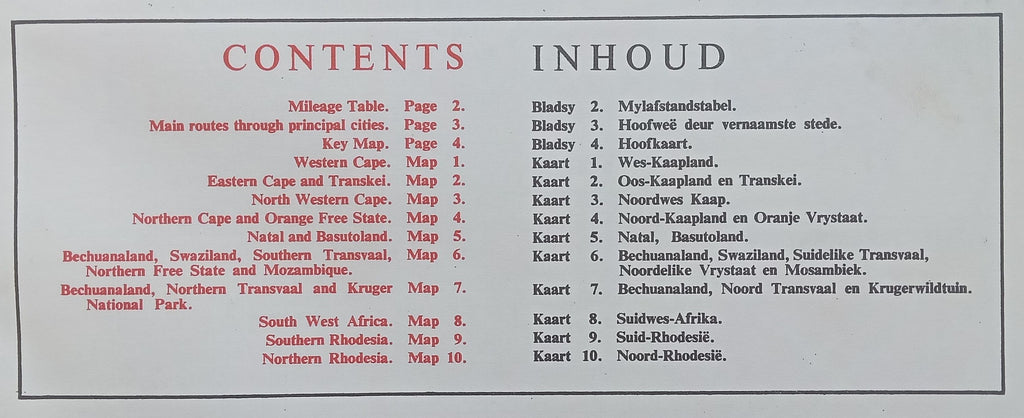 CONTENTS
Mileage Table. Page 2.
Main routes through principal cities. Page 3.
Key Map. Page 4.
Western Cape. Map 1.
Eastern Cape and Transkei. Map 2.
North Western Cape. Map 3.
Northern Cape and Orange Free State. Map 4.
Natal and Basutoland. Map 5.
Bechuanaland, Swaziland, Southern Transvaal, Map 6.
Northern Free State and Mozambique.
Bechuanaland, Northern Transvaal and Kruger Map 7.
National Park.
South West Africa. Map 8.
Southern Rhodesia. Map 9.
Northern Rhodesia. Map 10.
INHOUD
Bladsy 2. Mylafstandstabel.
Bladsy 3. Hoofweë deur vernaamste stede.
Bladsy 4. Hoofkaart.
Kaart 1. Wes-Kaapland.
Kaart 2. Oos-Kaapland en Transkei.
Kaart 3. Noordwes Kaap.
Kaart 4. Noord-Kaapland en Oranje Vrystaat.
Kaart 5. Natal, Basutoland.
Kaart 6. Bechuanaland, Swaziland, Suidelike Transvaal,
Noordelike Vrystaat en Mosambiek.
Kaart 7. Bechuanaland, Noord Transvaal en Krugerwildtuin.
Kaart 8. Suidwes-Afrika.
Kaart 9. Suid-Rhodesië.
Kaart 10. Noord-Rhodesië.